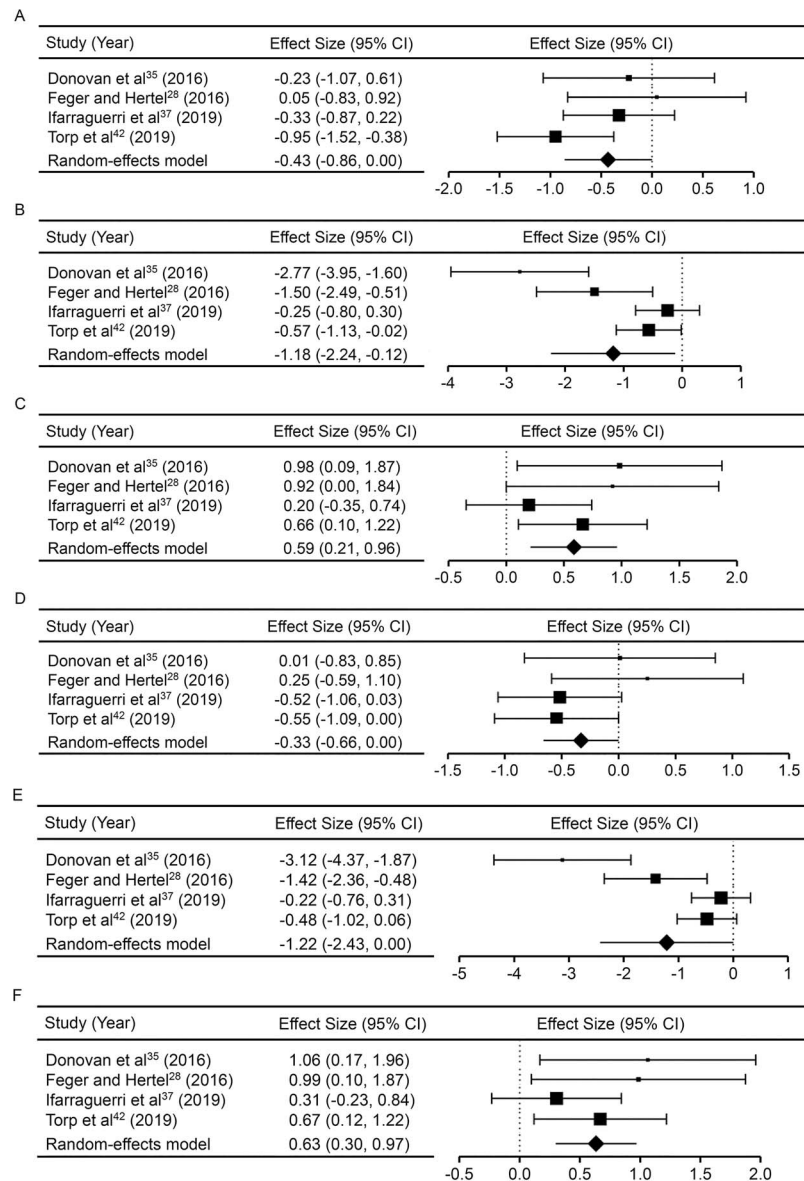 A
Study (Year) Effect Size (95% CI) Effect Size (95% CI)
Donovan et al35 (2016) -0.23 (-1.07, 0.61)
Feger and Hertel28 (2016) 0.05 (-0.83, 0.92)
Ifarraguerri et al37 (2019) -0.33 (-0.87, 0.22)
Torp et al42 (2019) -0.95 (-1.52, -0.38)
Random-effects model -0.43 (-0.86, 0.00)
-2.0 -1.5 -1.0 -0.5 0.0 0.5 1.0
B
Study (Year) Effect Size (95% CI) Effect Size (95% CI)
Donovan et al35 (2016) -2.77 (-3.95, -1.60)
Feger and Hertel28 (2016) -1.50 (-2.49, -0.51)
Ifarraguerri et al37 (2019) -0.25 (-0.80, 0.30)
Torp et al42 (2019) -0.57 (-1.13, -0.02)
Random-effects model -1.18 (-2.24, -0.12)
-4 -3 -2 -1 0 1
C
Study (Year) Effect Size (95% CI) Effect Size (95% CI)
Donovan et al35 (2016) 0.98 (0.09, 1.87)
Feger and Hertel28 (2016) 0.92 (0.00, 1.84)
Ifarraguerri et al37 (2019) 0.20 (-0.35, 0.74)
Torp et al42 (2019) 0.66 (0.10, 1.22)
Random-effects model 0.59 (0.21, 0.96)
-0.5 0.0 0.5 1.0 1.5 2.0
D
Study (Year) Effect Size (95% CI) Effect Size (95% CI)
Donovan et al35 (2016) 0.01 (-0.83, 0.85)
Feger and Hertel28 (2016) 0.25 (-0.59, 1.10)
Ifarraguerri et al37 (2019) -0.52 (-1.06, 0.03)
Torp et al42 (2019) -0.55 (-1.09, 0.00)
Random-effects model -0.33 (-0.66, 0.00)
-1.5 -1.0 -0.5 0.0 0.5 1.0 1.5
E
Study (Year) Effect Size (95% CI) Effect Size (95% CI)
Donovan et al35 (2016) -3.12 (-4.37, -1.87)
Feger and Hertel28 (2016) -1.42 (-2.36, -0.48)
Ifarraguerri et al37 (2019) -0.22 (-0.76, 0.31)
Torp et al42 (2019) -0.48 (-1.02, 0.06)
Random-effects model -1.22 (-2.43, 0.00)
-5 -4 -3 -2 -1 0 1
F
Study (Year) Effect Size (95% CI) Effect Size (95% CI)
Donovan et al35 (2016) 1.06 (0.17, 1.96)
Feger and Hertel28 (2016) 0.99 (0.10, 1.87)
Ifarraguerri et al37 (2019) 0.31 (-0.23, 0.84)
Torp et al42 (2019) 0.67 (0.12, 1.22)
Random-effects model 0.63 (0.30, 0.97)
-0.5 0.0 0.5 1.0 1.5 2.0